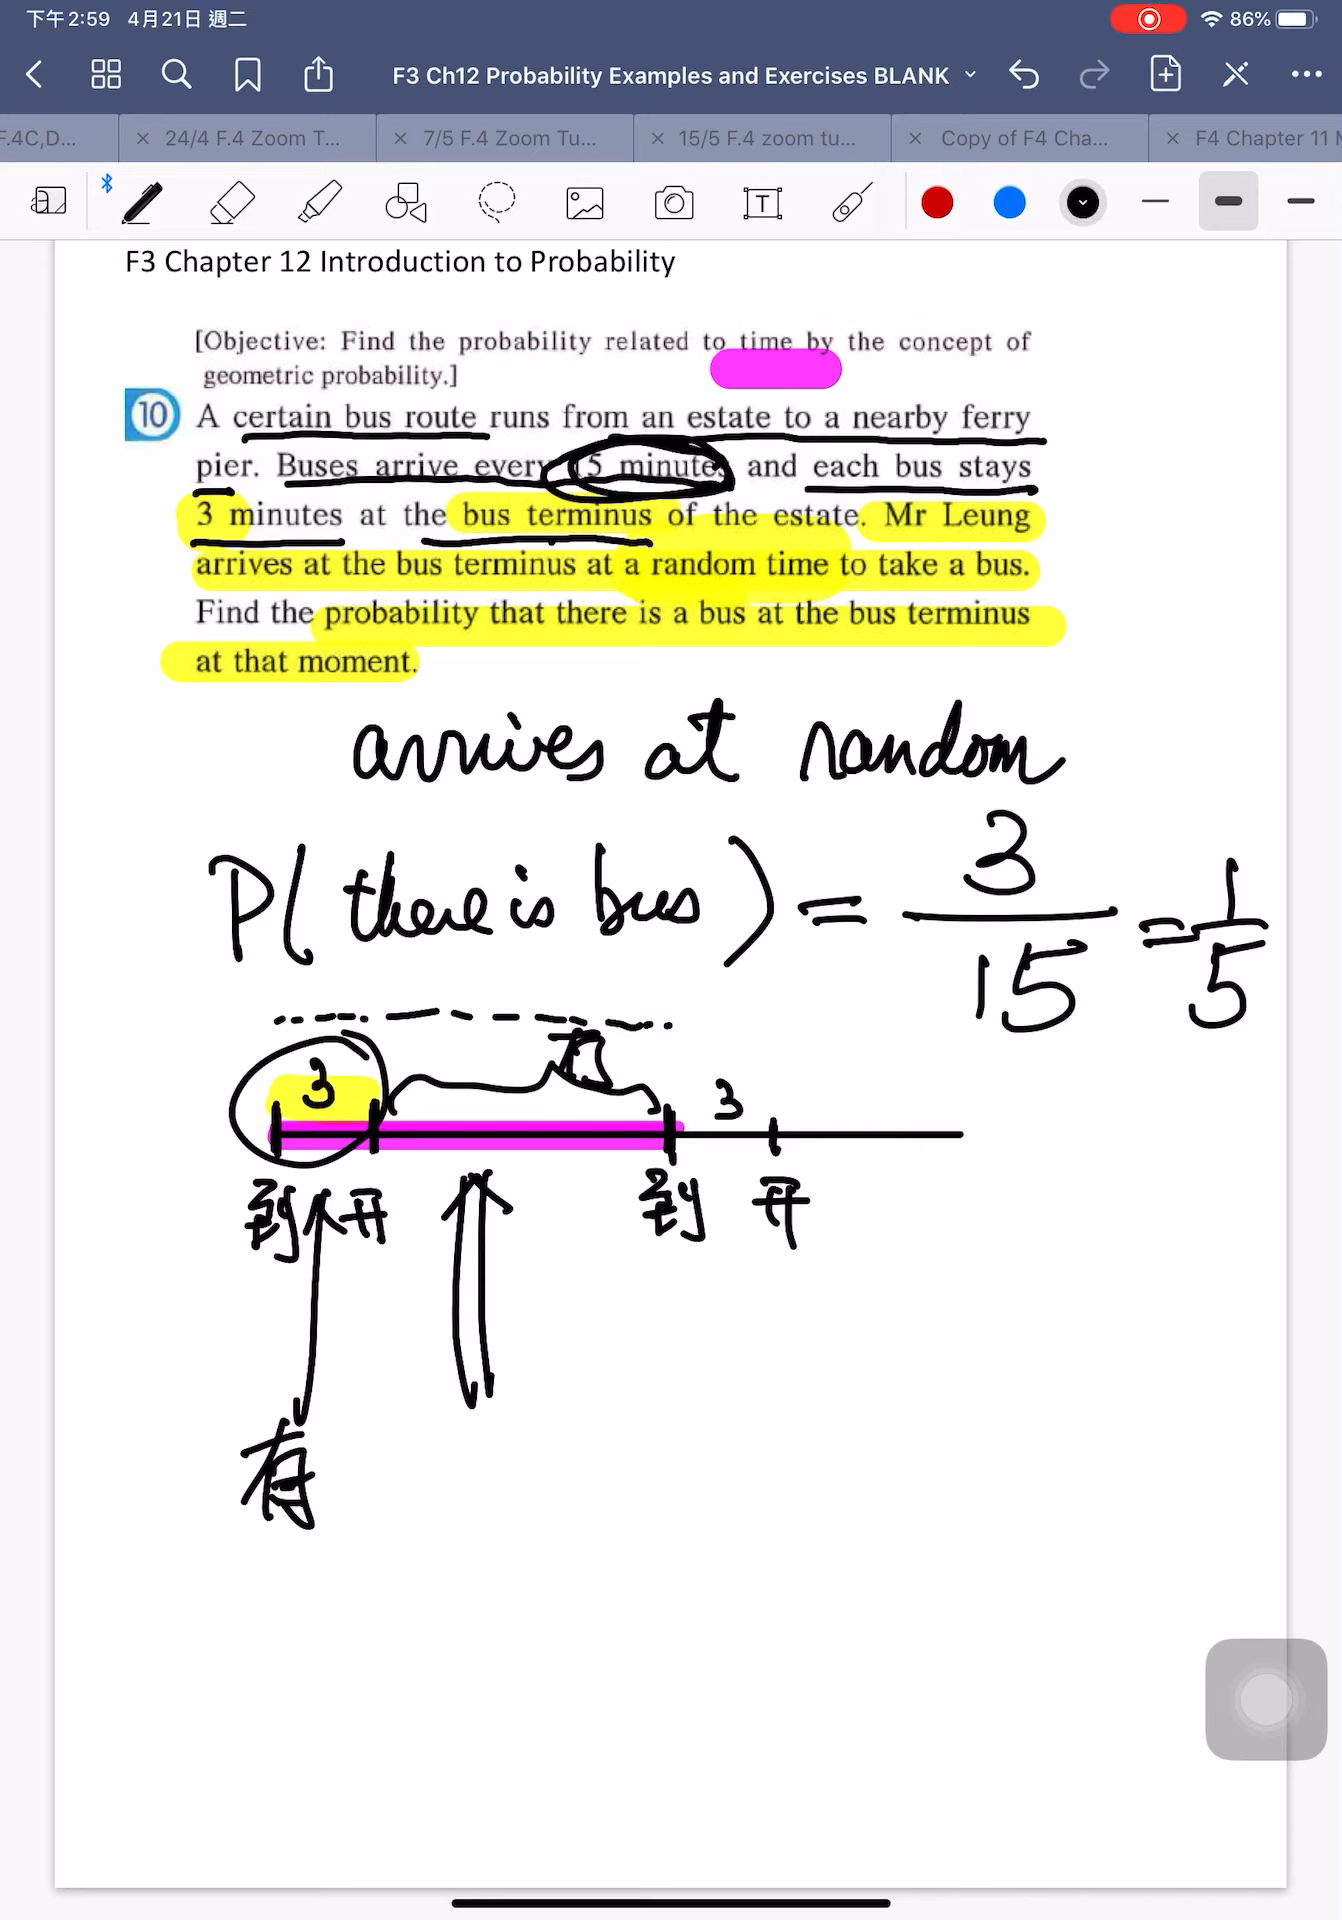 下午2:59 4月21日 週二 86%
F3 Ch12 Probability Examples and Exercises BLANK
F.4C,D... × 24/4 F.4 Zoom T... × 7/5 F.4 Zoom Tu... × 15/5 F.4 zoom tu... × Copy of F4 Cha... × F4 Chapter 11
F3 Chapter 12 Introduction to Probability
[Objective: Find the probability related to time by the concept of
geometric probability.]
10 A certain bus route runs from an estate to a nearby ferry
pier. Buses arrive every 15 minutes and each bus stays
3 minutes at the bus terminus of the estate. Mr Leung
arrives at the bus terminus at a random time to take a bus.
Find the probability that there is a bus at the bus terminus
at that moment.
arrives at random
P( there is bus ) = 3/15 = 1/5
3 3
到 开 到 开
有